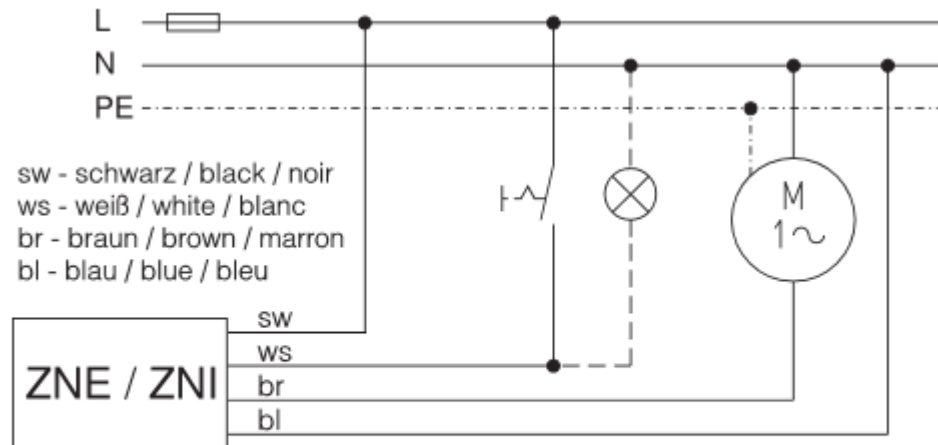 L
N
PE
sw - schwarz / black / noir
ws - weiß / white / blanc
br - braun / brown / marron
bl - blau / blue / bleu
M
1~
ZNE / ZNI
sw
ws
br
bl